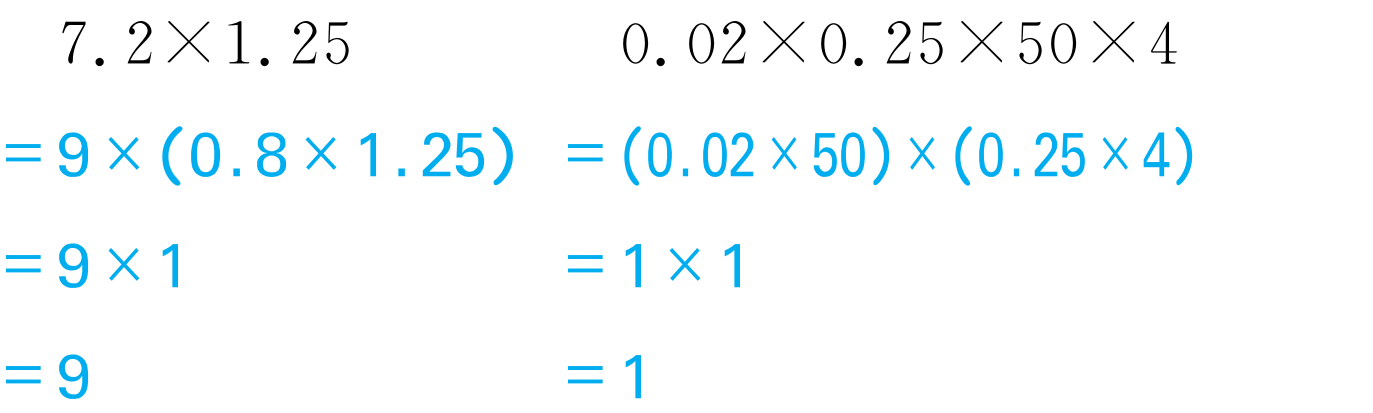 7.2×1.25 0.02×0.25×50×4
=9×(0.8×1.25) =(0.02×50)×(0.25×4)
=9×1 =1×1
=9 =1